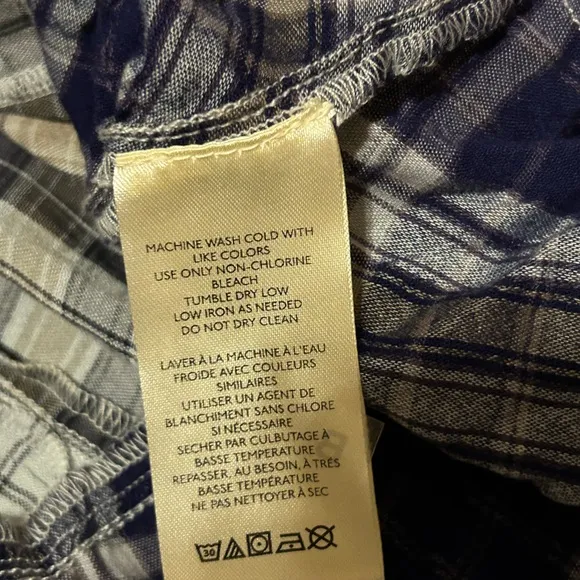 MACHINE WASH COLD WITH
LIKE COLORS
USE ONLY NON-CHLORINE
BLEACH
TUMBLE DRY LOW
LOW IRON AS NEEDED
DO NOT DRY CLEAN
LAVER À LA MACHINE À L'EAU
FROIDE AVEC COULEURS
SIMILAIRES
UTILISER UN AGENT DE
BLANCHIMENT SANS CHLORE
SI NÉCESSAIRE
SECHER PAR CULBUTAGE À
BASSE TEMPERATURE
REPASSER, AU BESOIN, À TRÈS
BASSE TEMPÉRATURE
NE PAS NETTOYER À SEC
30